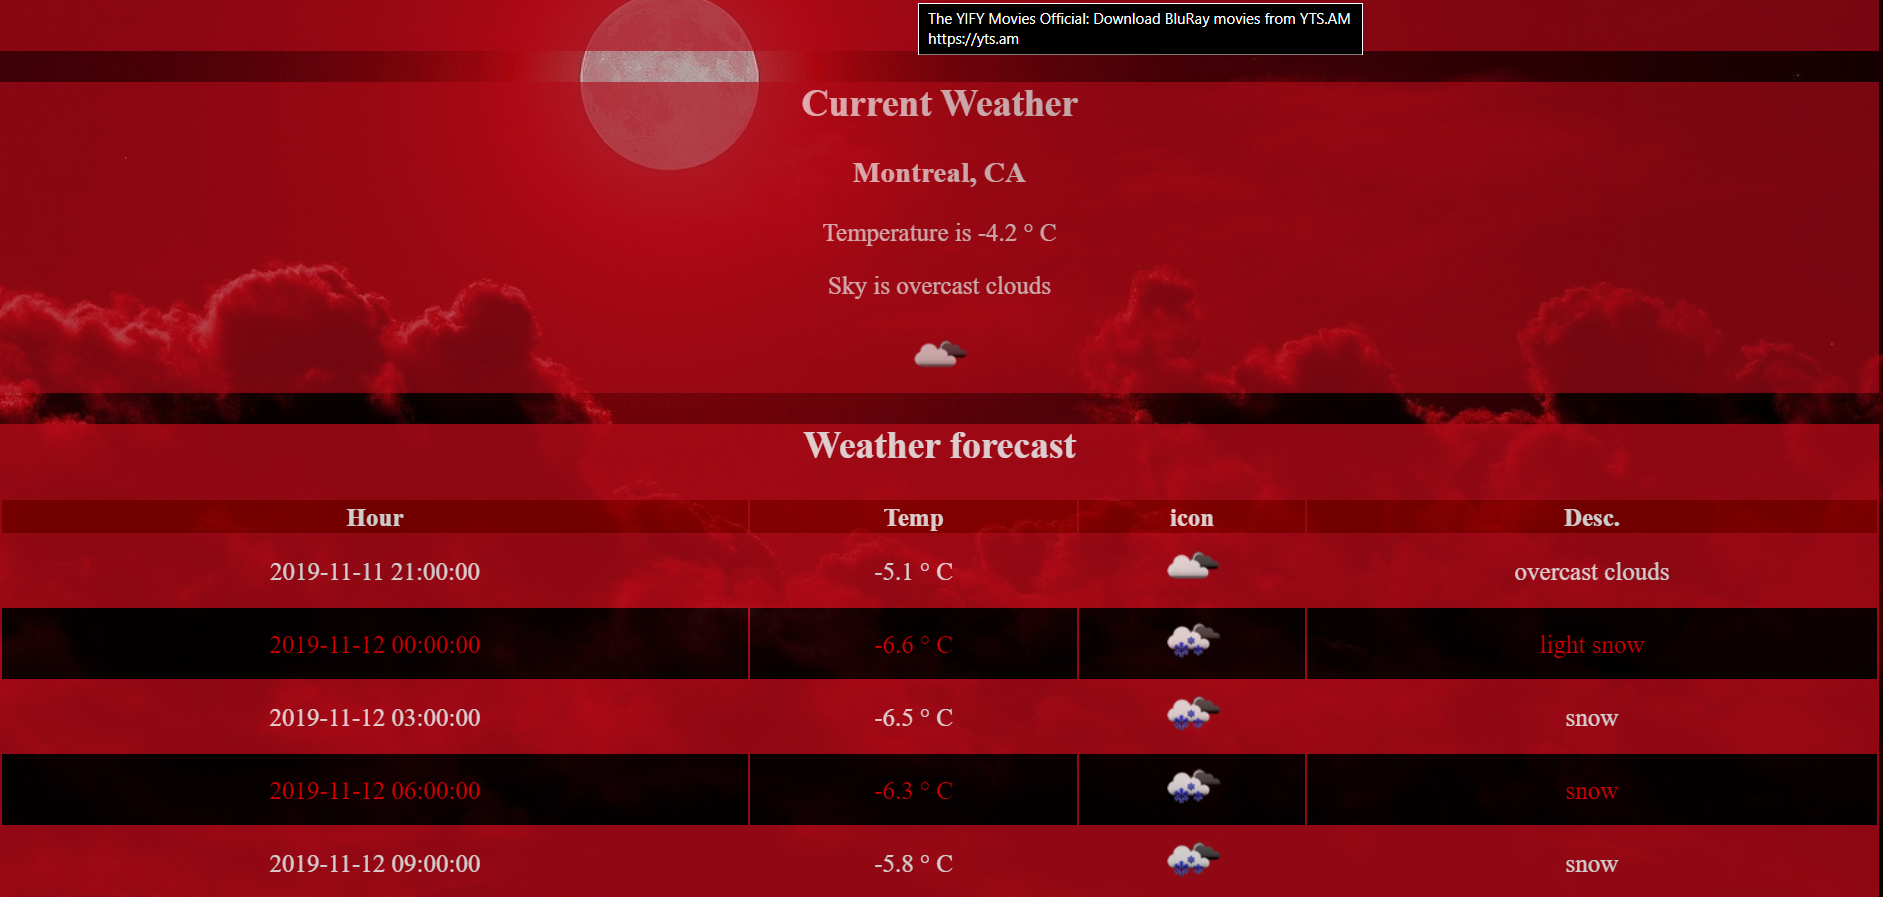 The YIFY Movies Official: Download BluRay movies from YTS.AM
https://yts.am
Current Weather
Montreal, CA
Temperature is -4.2 ° C
Sky is overcast clouds
Weather forecast
Hour Temp icon Desc.
2019-11-11 21:00:00 -5.1 ° C overcast clouds
2019-11-12 00:00:00 -6.6 ° C light snow
2019-11-12 03:00:00 -6.5 ° C snow
2019-11-12 06:00:00 -6.3 ° C snow
2019-11-12 09:00:00 -5.8 ° C snow